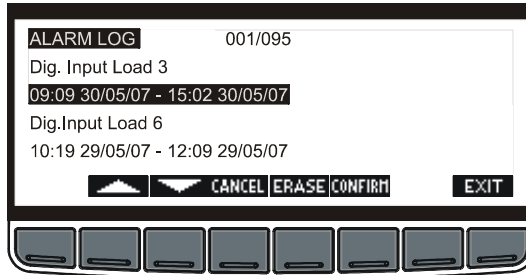 ALARM LOG 001/095
Dig. Input Load 3
09:09 30/05/07 - 15:02 30/05/07
Dig.Input Load 6
10:19 29/05/07 - 12:09 29/05/07
CANCEL ERASE CONFIRM EXIT